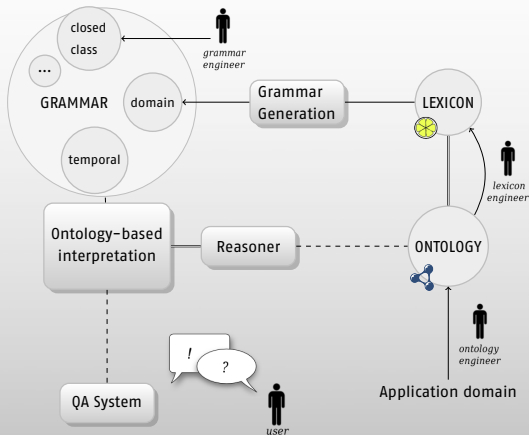 closed
class
grammar
engineer
...
GRAMMAR
domain
Grammar
Generation
LEXICON
temporal
lexicon
engineer
Ontology-based
interpretation
Reasoner
ONTOLOGY
!
?
ontology
engineer
QA System
Application domain
user